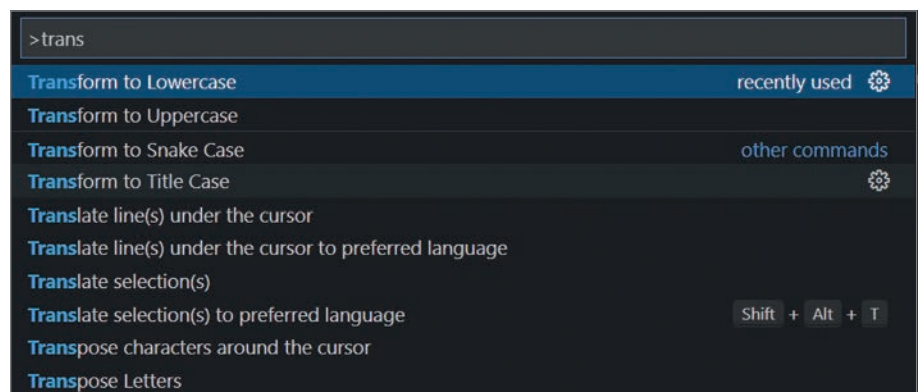 >trans
Transform to Lowercase recently used
Transform to Uppercase
Transform to Snake Case other commands
Transform to Title Case
Translate line(s) under the cursor
Translate line(s) under the cursor to preferred language
Translate selection(s)
Translate selection(s) to preferred language Shift + Alt + T
Transpose characters around the cursor
Transpose Letters